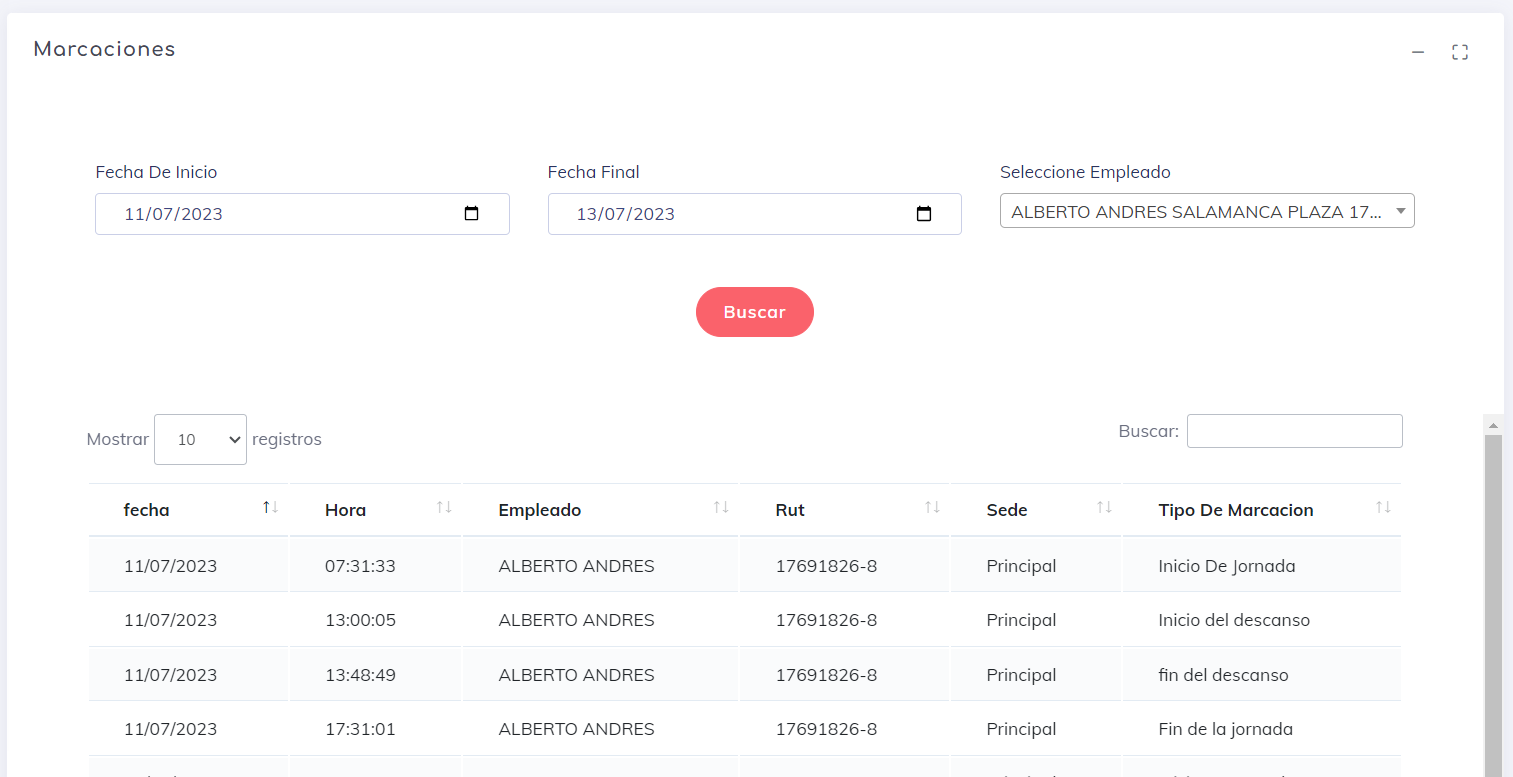 Marcaciones
Fecha De Inicio Fecha Final Seleccione Empleado
11/07/2023 13/07/2023 ALBERTO ANDRES SALAMANCA PLAZA 17...
Buscar
Mostrar 10 registros Buscar:
fecha Hora Empleado Rut Sede Tipo De Marcacion
11/07/2023 07:31:33 ALBERTO ANDRES 17691826-8 Principal Inicio De Jornada
11/07/2023 13:00:05 ALBERTO ANDRES 17691826-8 Principal Inicio del descanso
11/07/2023 13:48:49 ALBERTO ANDRES 17691826-8 Principal fin del descanso
11/07/2023 17:31:01 ALBERTO ANDRES 17691826-8 Principal Fin de la jornada